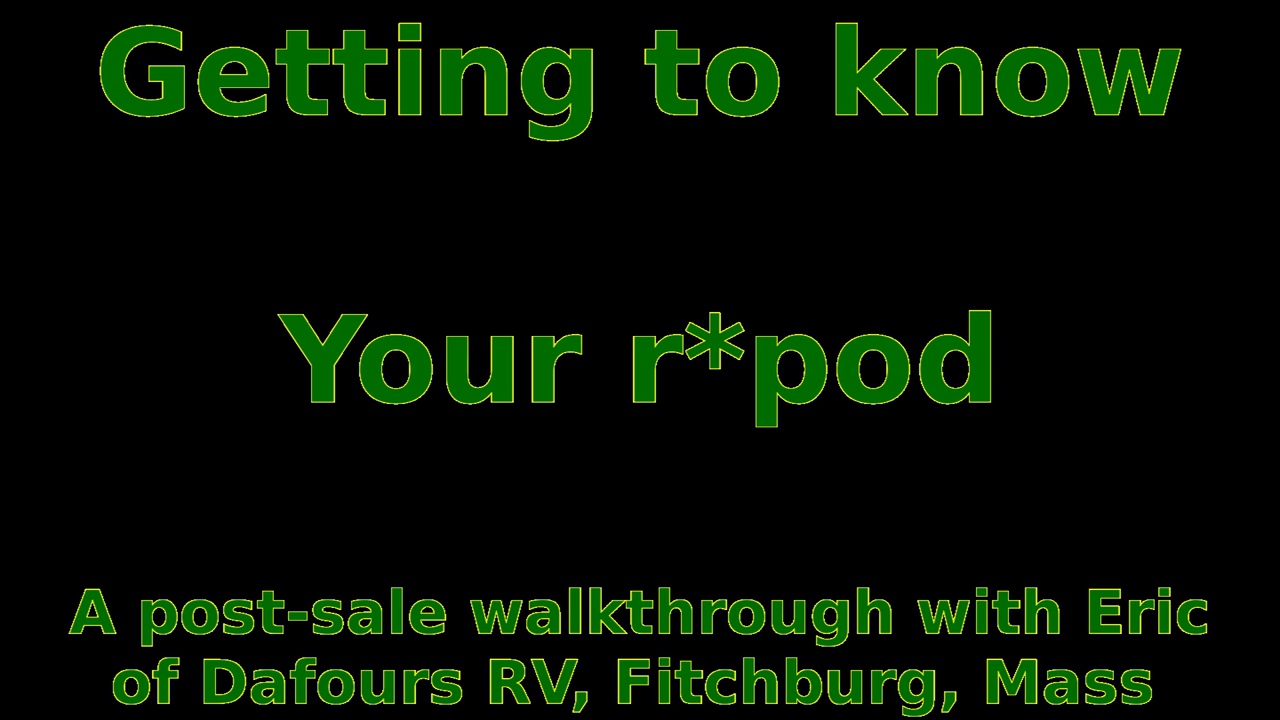 Getting to know
Your r*pod
A post-sale walkthrough with Eric
of Dafours RV, Fitchburg, Mass